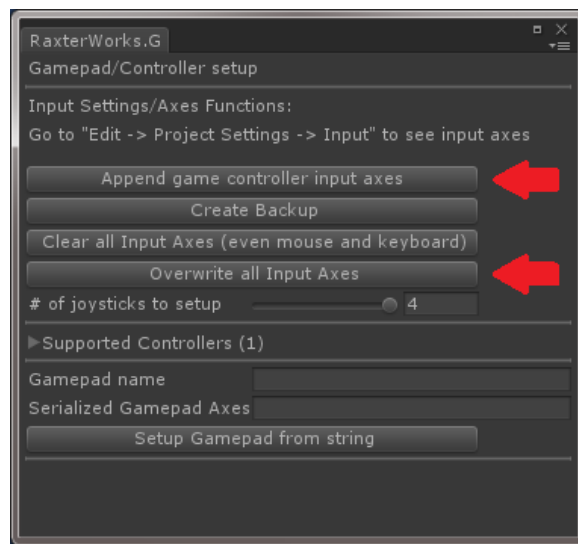 RaxterWorks.G
Gamepad/Controller setup
Input Settings/Axes Functions:
Go to "Edit -> Project Settings -> Input" to see input axes
Append game controller input axes
Create Backup
Clear all Input Axes (even mouse and keyboard)
Overwrite all Input Axes
# of joysticks to setup 4
Supported Controllers (1)
Gamepad name
Serialized Gamepad Axes
Setup Gamepad from string